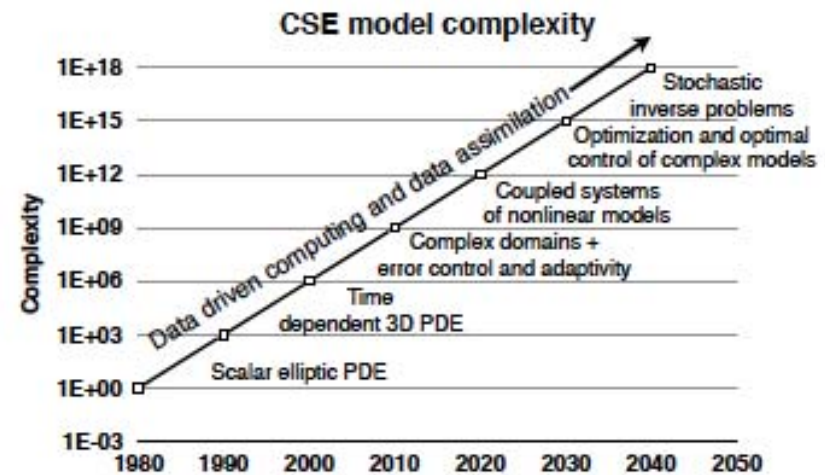 CSE model complexity
Complexity
1E+18
1E+15
1E+12
1E+09
1E+06
1E+03
1E+00
1E-03
Data driven computing and data assimilation
Stochastic
inverse problems
Optimization and optimal
control of complex models
Coupled systems
of nonlinear models
Complex domains +
error control and adaptivity
Time
dependent 3D PDE
Scalar elliptic PDE
1980 1990 2000 2010 2020 2030 2040 2050